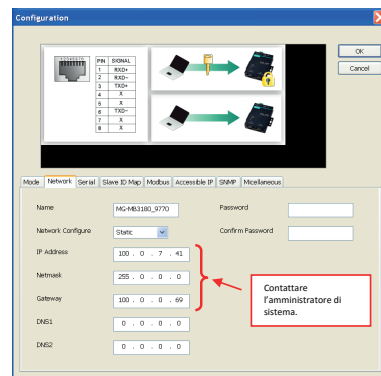 Configuration
OK
Cancel
PIN SIGNAL
1 RXD+
2 RXD-
3 TXD+
4 X
5 X
6 TXD-
7 X
8 X
Mode Network Serial Slave ID Map Modbus Accessible IP SNMP Micellaneous
Name MG-MB3180_9770 Password
Network Configure Static Confirm Password
IP Address 100 . 0 . 7 . 41
Netmask 255 . 0 . 0 . 0
Gateway 100 . 0 . 0 . 69
DNS1 0 . 0 . 0 . 0
DNS2 0 . 0 . 0 . 0
Contattare
l'amministratore di
sistema.